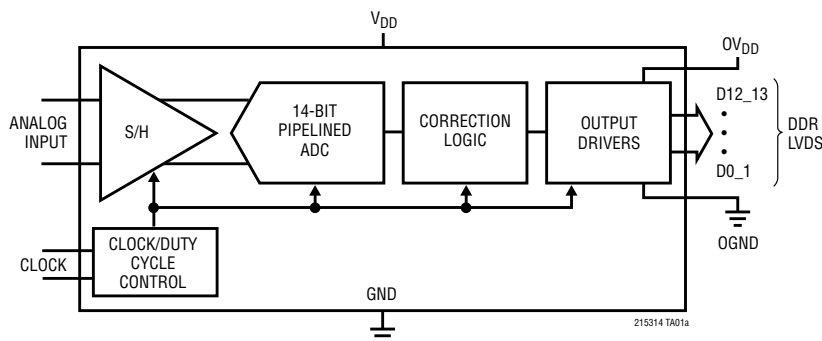 VDD
OVDD
ANALOG
INPUT
S/H
14-BIT
PIPELINED
ADC
CORRECTION
LOGIC
OUTPUT
DRIVERS
D12_13
•
•
•
D0_1
DDR
LVDS
OGND
CLOCK
CLOCK/DUTY
CYCLE
CONTROL
GND
215314 TA01a